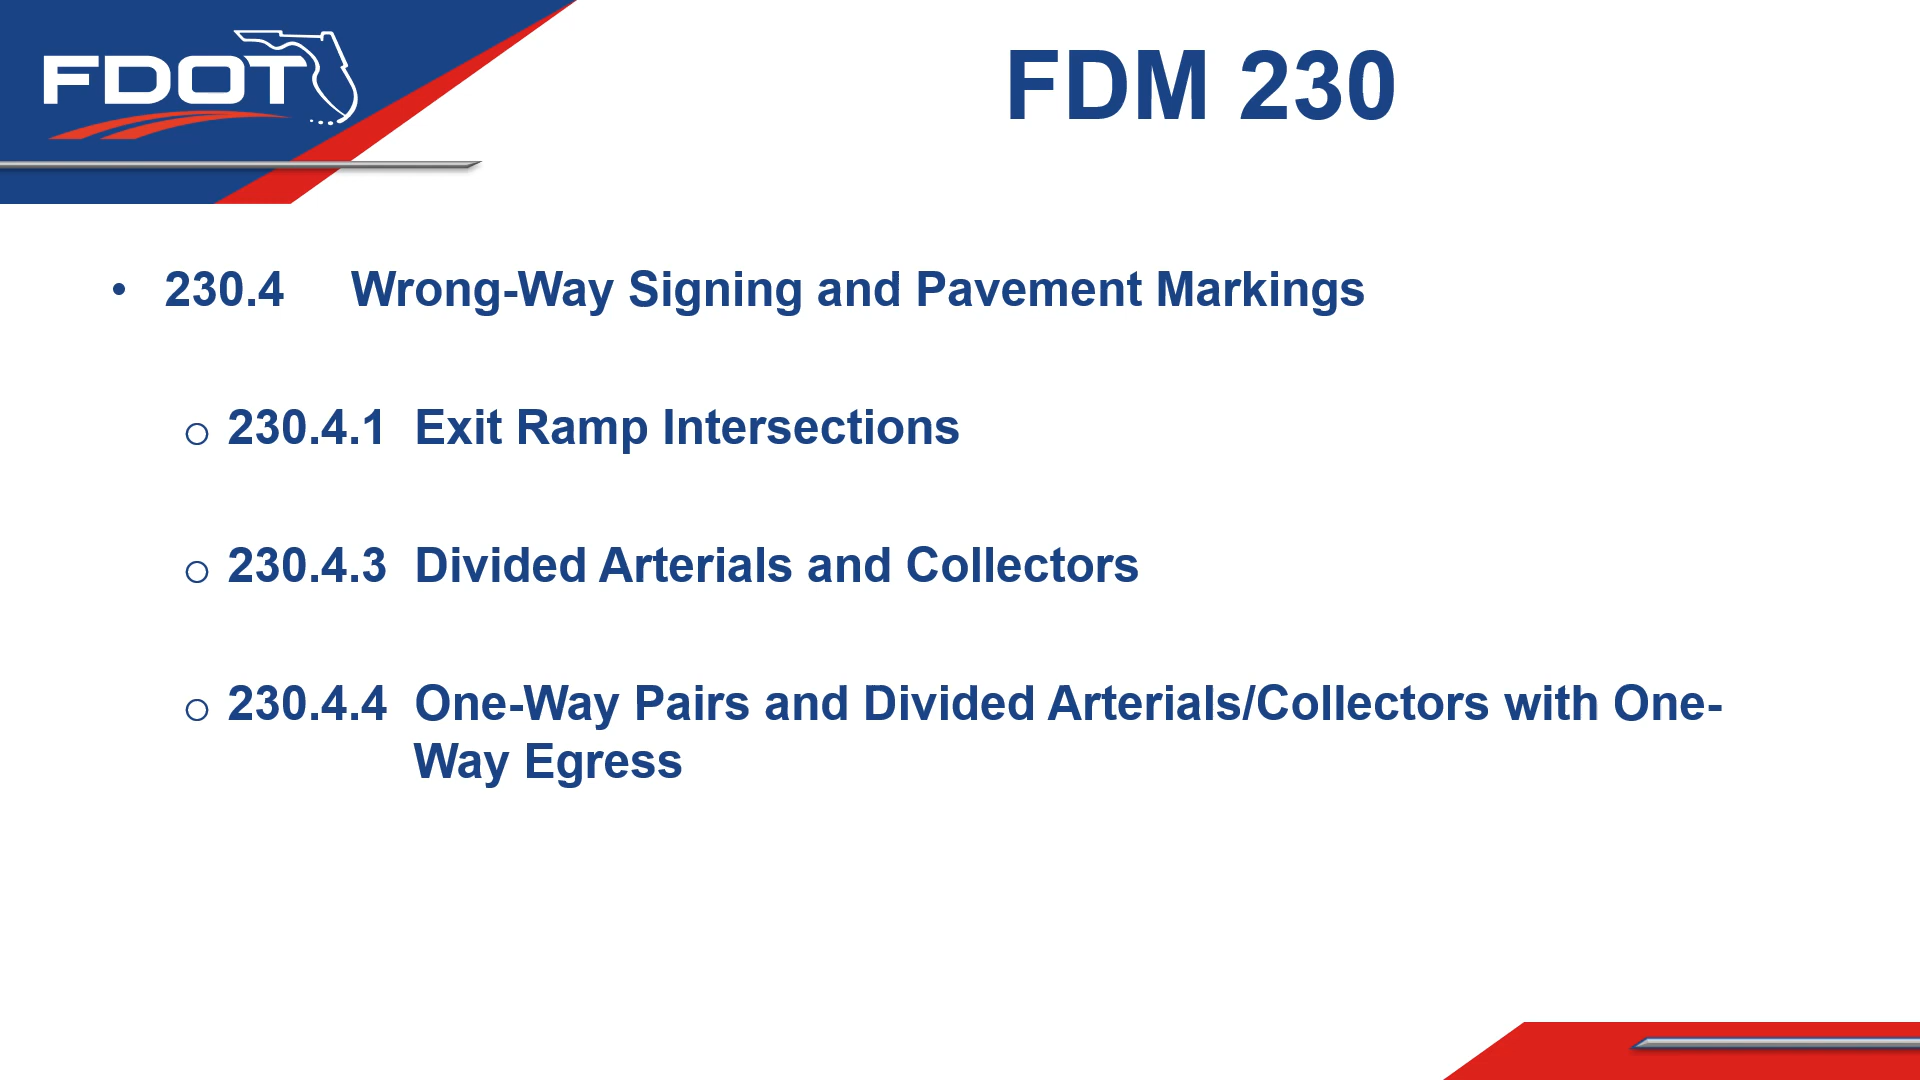 FDOT
FDM 230
• 230.4 Wrong-Way Signing and Pavement Markings
o 230.4.1 Exit Ramp Intersections
o 230.4.3 Divided Arterials and Collectors
o 230.4.4 One-Way Pairs and Divided Arterials/Collectors with One-
Way Egress